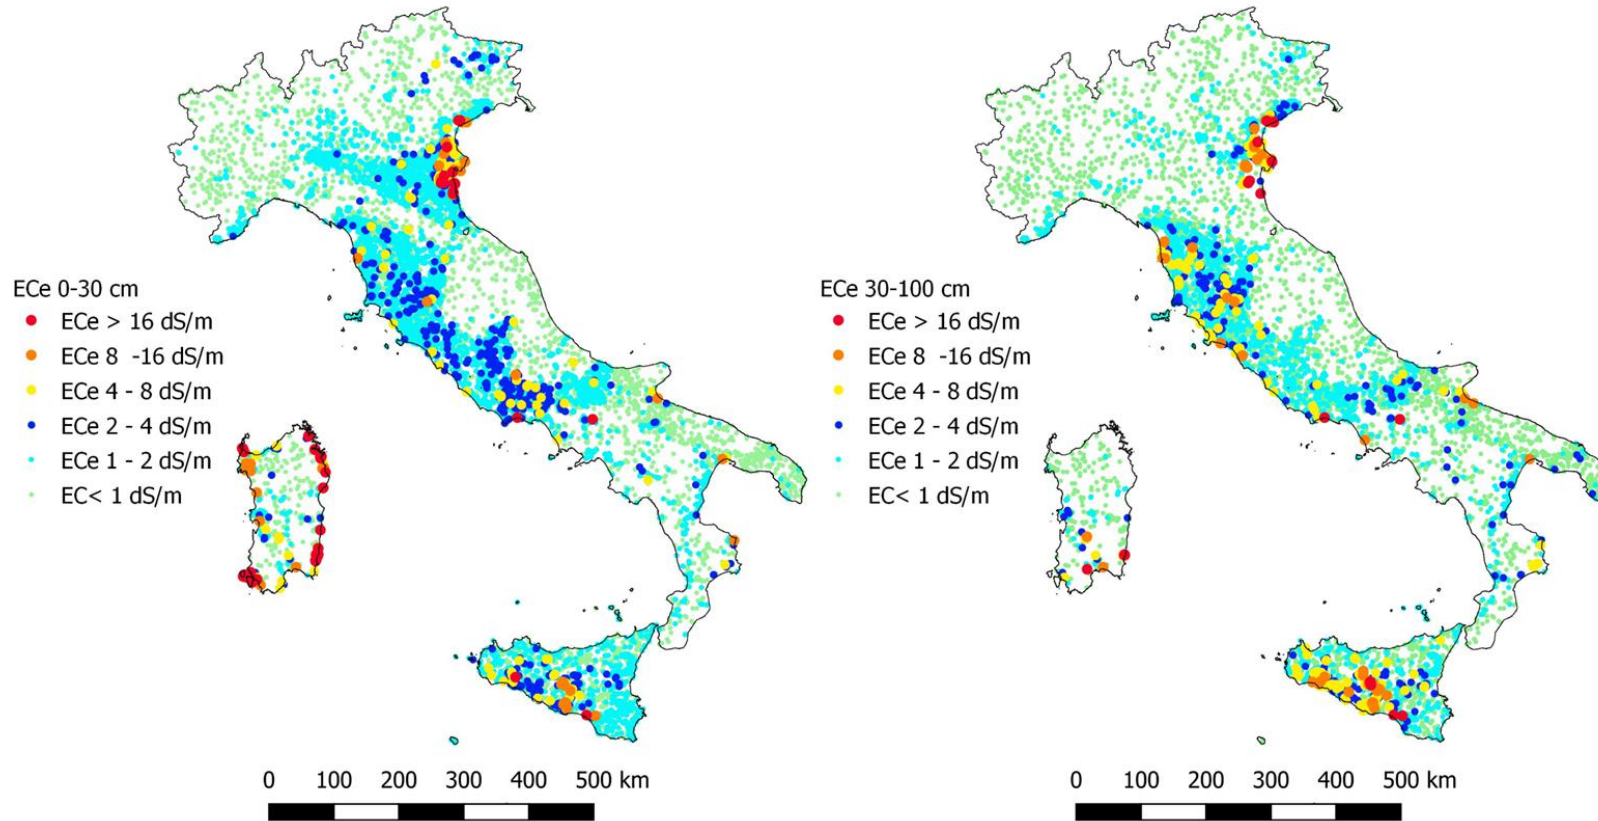 ECe 0-30 cm
ECe > 16 dS/m
ECe 8 -16 dS/m
ECe 4 - 8 dS/m
ECe 2 - 4 dS/m
ECe 1 - 2 dS/m
EC< 1 dS/m
0 100 200 300 400 500 km
ECe 30-100 cm
ECe > 16 dS/m
ECe 8 -16 dS/m
ECe 4 - 8 dS/m
ECe 2 - 4 dS/m
ECe 1 - 2 dS/m
EC< 1 dS/m
0 100 200 300 400 500 km